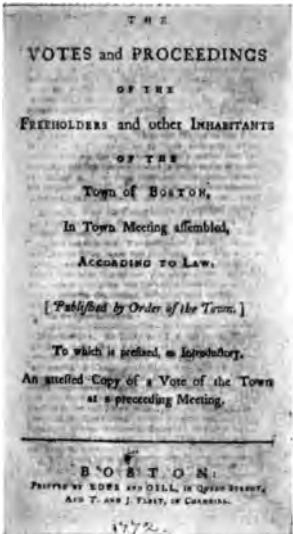 THE
VOTES and PROCEEDINGS
OF THE
FREEHOLDERS and other INHABITANTS
OF THE
Town of BOSTON,
In Town Meeting aſſembled,
ACCORDING TO LAW.
[ Publiſhed by Order of the Town. ]
To which is prefixed, as Introductory,
An atteſted Copy of a Vote of the Town
at a preceeding Meeting.
BOSTON:
PRINTED BY EDES AND GILL, IN QUEEN STREET,
AND T. AND J. FLEET, IN CORNHILL.
1772.